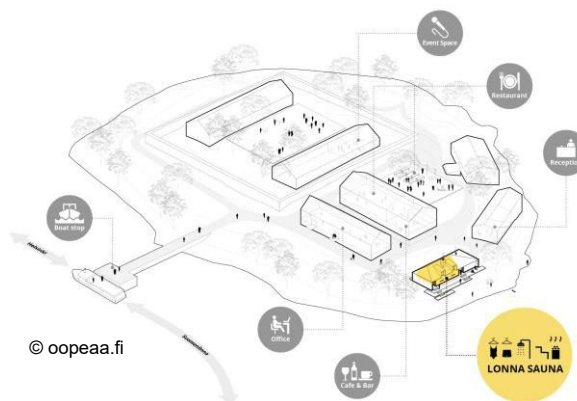 Event Space
Restaurant
Reception
Boat stop
Helsinki
Suomenlinna
© oopeaa.fi
Office
Cafe & Bar
LONNA SAUNA